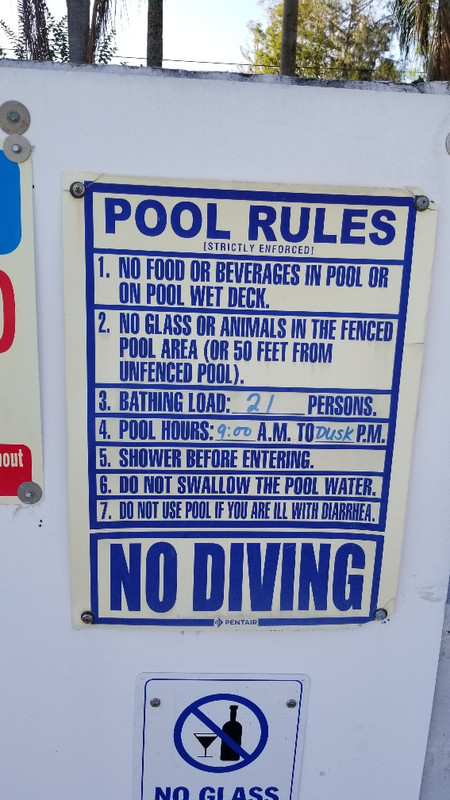 POOL RULES
[STRICTLY ENFORCED]
1. NO FOOD OR BEVERAGES IN POOL OR
ON POOL WET DECK.
2. NO GLASS OR ANIMALS IN THE FENCED
POOL AREA (OR 50 FEET FROM
UNFENCED POOL).
3. BATHING LOAD: 21 PERSONS.
4. POOL HOURS: 9:00 A.M. TO DUSK P.M.
5. SHOWER BEFORE ENTERING.
6. DO NOT SWALLOW THE POOL WATER.
7. DO NOT USE POOL IF YOU ARE ILL WITH DIARRHEA.
NO DIVING
PENTAIR
NO GLASS